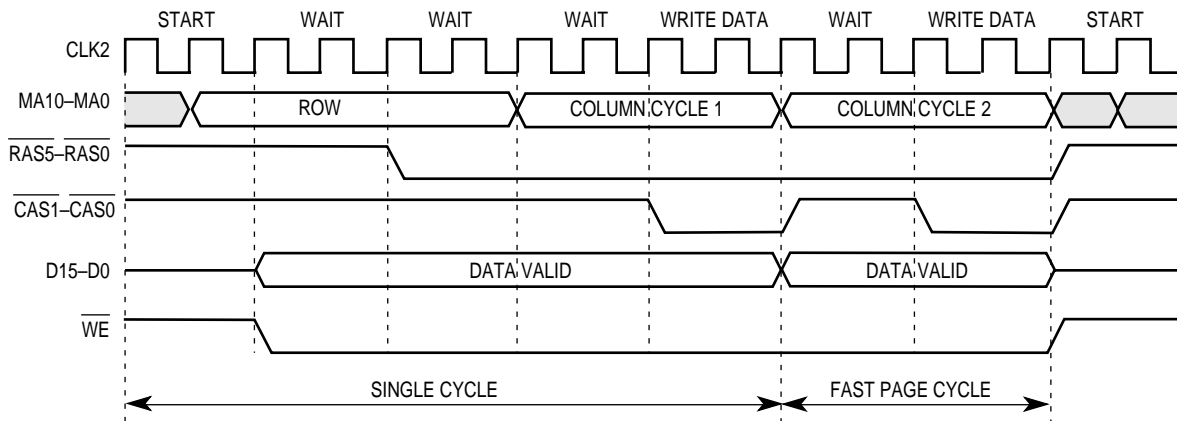 START WAIT WAIT WAIT WRITE DATA WAIT WRITE DATA START
CLK2
MA10–MA0 ROW COLUMN CYCLE 1 COLUMN CYCLE 2
RAS5–RAS0
CAS1–CAS0
D15–D0 DATA VALID DATA VALID
WE
SINGLE CYCLE FAST PAGE CYCLE